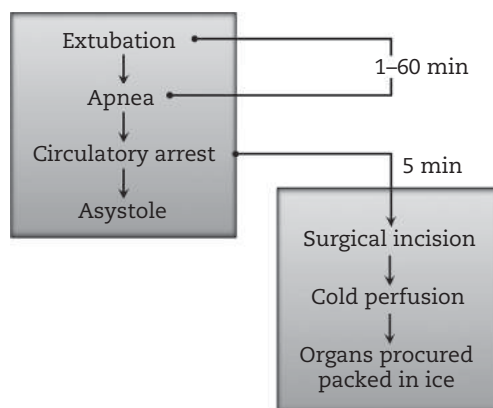 Extubation
1–60 min
Apnea
Circulatory arrest
5 min
Asystole
Surgical incision
Cold perfusion
Organs procured
packed in ice